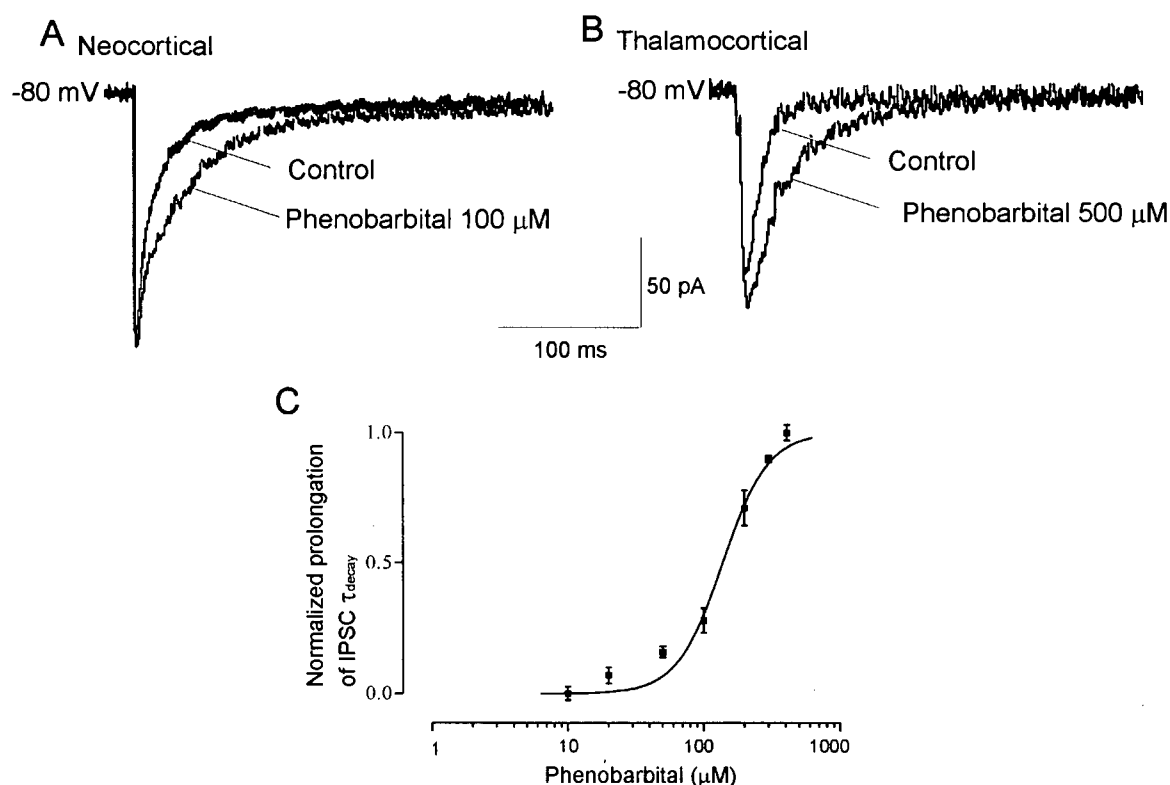 A Neocortical
-80 mV
Control
Phenobarbital 100 µM
B Thalamocortical
-80 mV
Control
Phenobarbital 500 µM
50 pA
100 ms
C
Normalized prolongation
of IPSC τdecay
1.0
0.5
0.0
1 10 100 1000
Phenobarbital (µM)